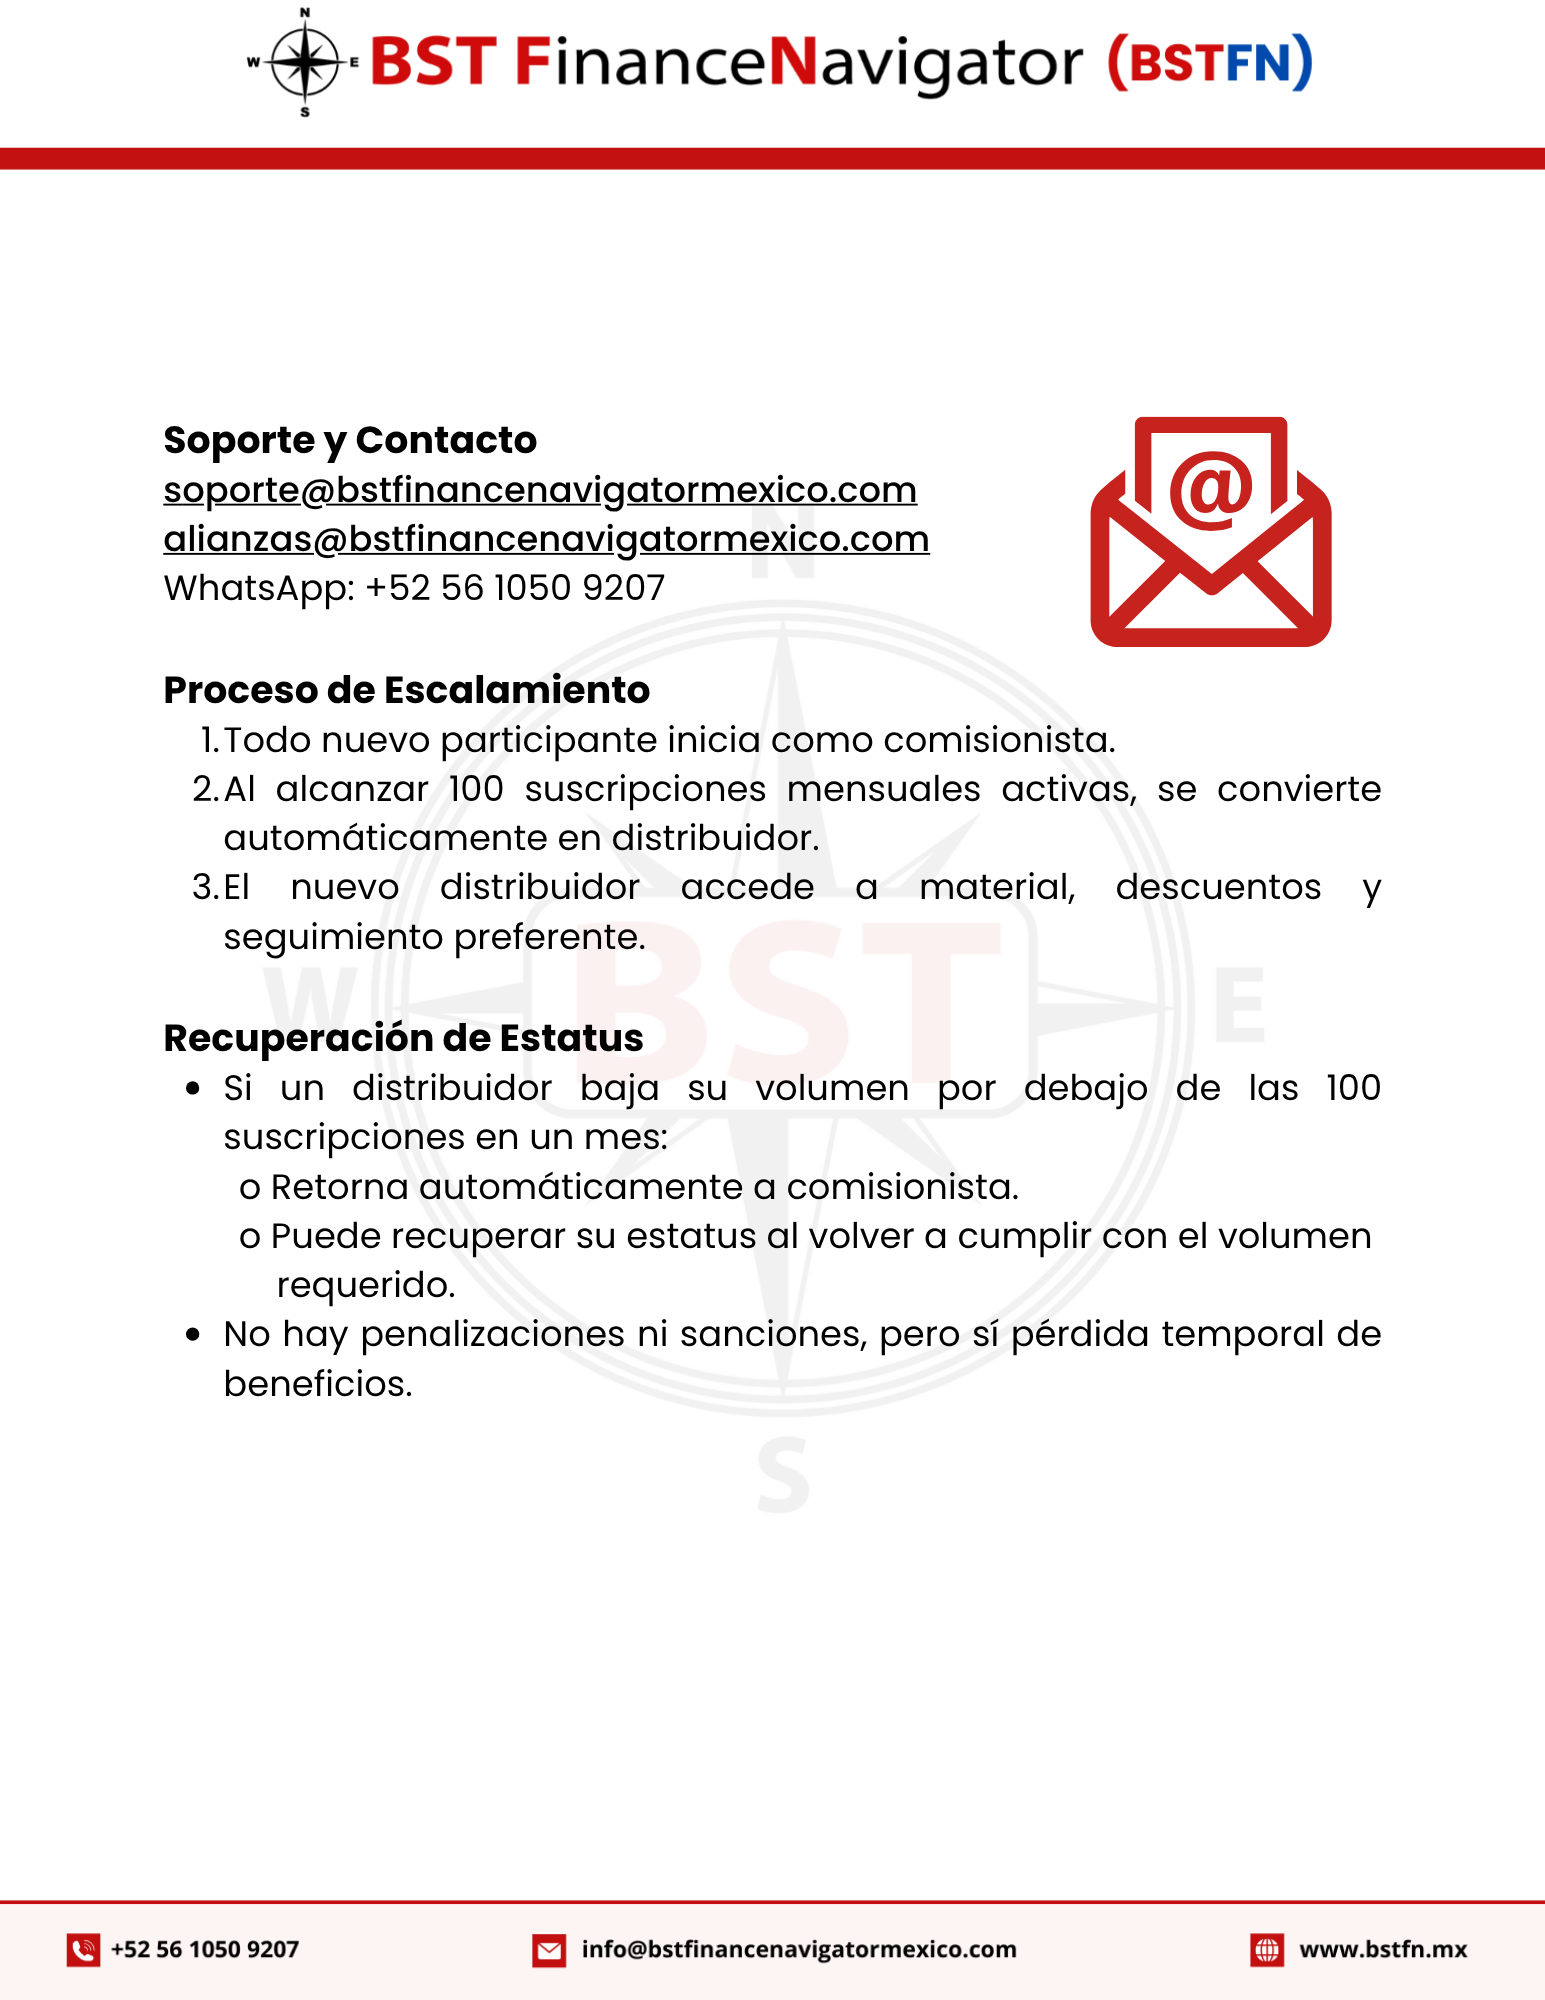 N
W E BST FinanceNavigator (BSTFN)
S
Soporte y Contacto
soporte@bstfinancenavigatormexico.com
alianzas@bstfinancenavigatormexico.com
WhatsApp: +52 56 1050 9207
Proceso de Escalamiento
1. Todo nuevo participante inicia como comisionista.
2. Al alcanzar 100 suscripciones mensuales activas, se convierte
automáticamente en distribuidor.
3. El nuevo distribuidor accede a material, descuentos y
seguimiento preferente.
Recuperación de Estatus
• Si un distribuidor baja su volumen por debajo de las 100
suscripciones en un mes:
o Retorna automáticamente a comisionista.
o Puede recuperar su estatus al volver a cumplir con el volumen
requerido.
• No hay penalizaciones ni sanciones, pero sí pérdida temporal de
beneficios.
N
W BST E
S
@
+52 56 1050 9207
info@bstfinancenavigatormexico.com
www.bstfn.mx